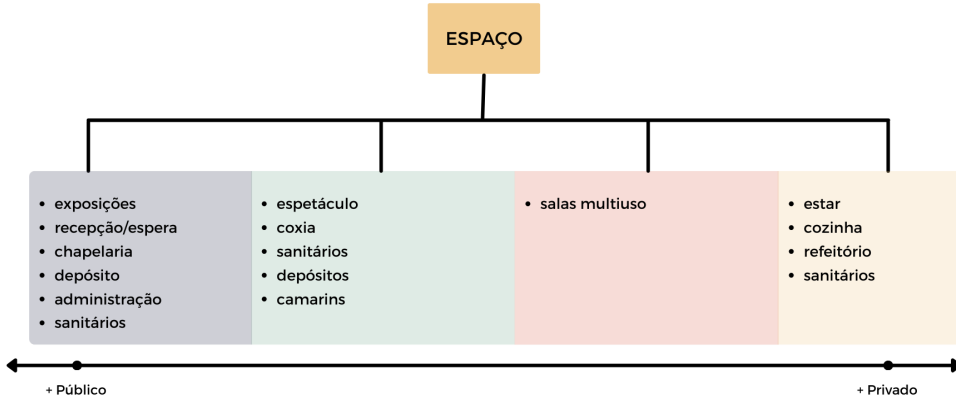 ESPAÇO
exposições
recepção/espera
chapelaria
depósito
administração
sanitários
espetáculo
coxia
sanitários
depósitos
camarins
salas multiuso
estar
cozinha
refeitório
sanitários
+ Público
+ Privado